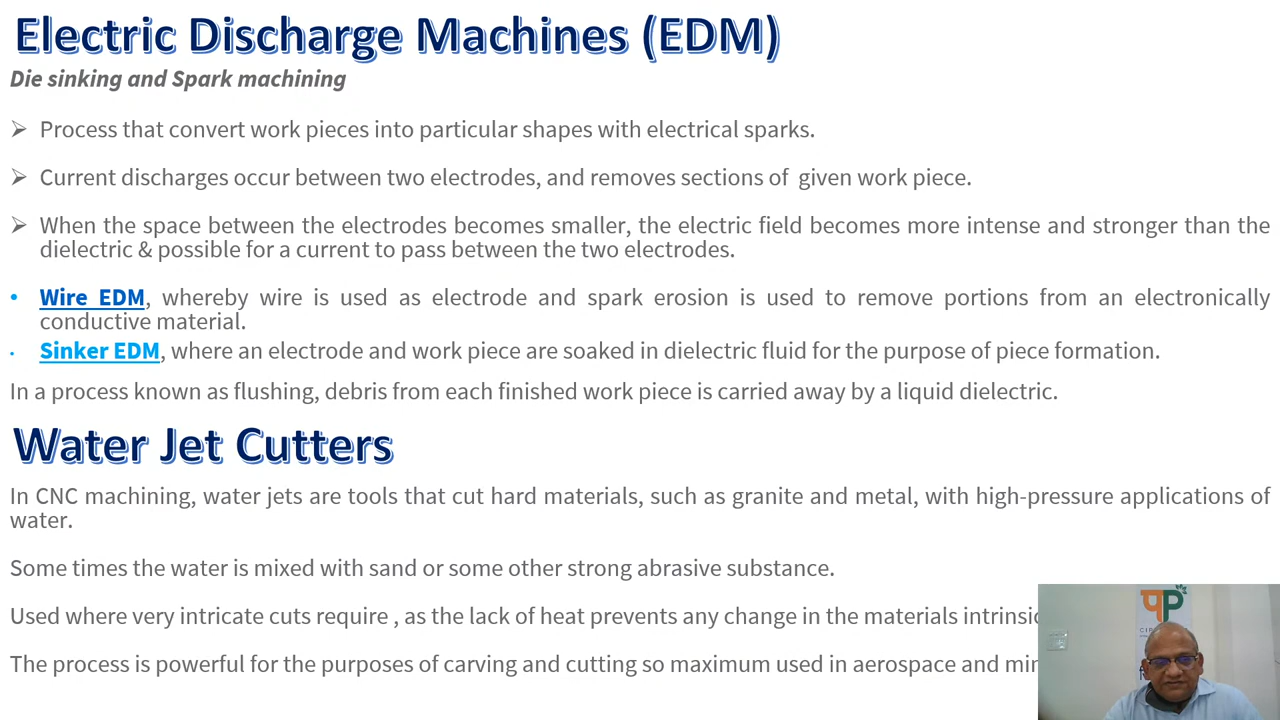 Electric Discharge Machines (EDM)
Die sinking and Spark machining
➢ Process that convert work pieces into particular shapes with electrical sparks.
➢ Current discharges occur between two electrodes, and removes sections of given work piece.
➢ When the space between the electrodes becomes smaller, the electric field becomes more intense and stronger than the
dielectric & possible for a current to pass between the two electrodes.
• Wire EDM, whereby wire is used as electrode and spark erosion is used to remove portions from an electronically
conductive material.
• Sinker EDM, where an electrode and work piece are soaked in dielectric fluid for the purpose of piece formation.
In a process known as flushing, debris from each finished work piece is carried away by a liquid dielectric.
Water Jet Cutters
In CNC machining, water jets are tools that cut hard materials, such as granite and metal, with high-pressure applications of
water.
Some times the water is mixed with sand or some other strong abrasive substance.
Used where very intricate cuts require , as the lack of heat prevents any change in the materials
The process is powerful for the purposes of carving and cutting so maximum used in aerospace and